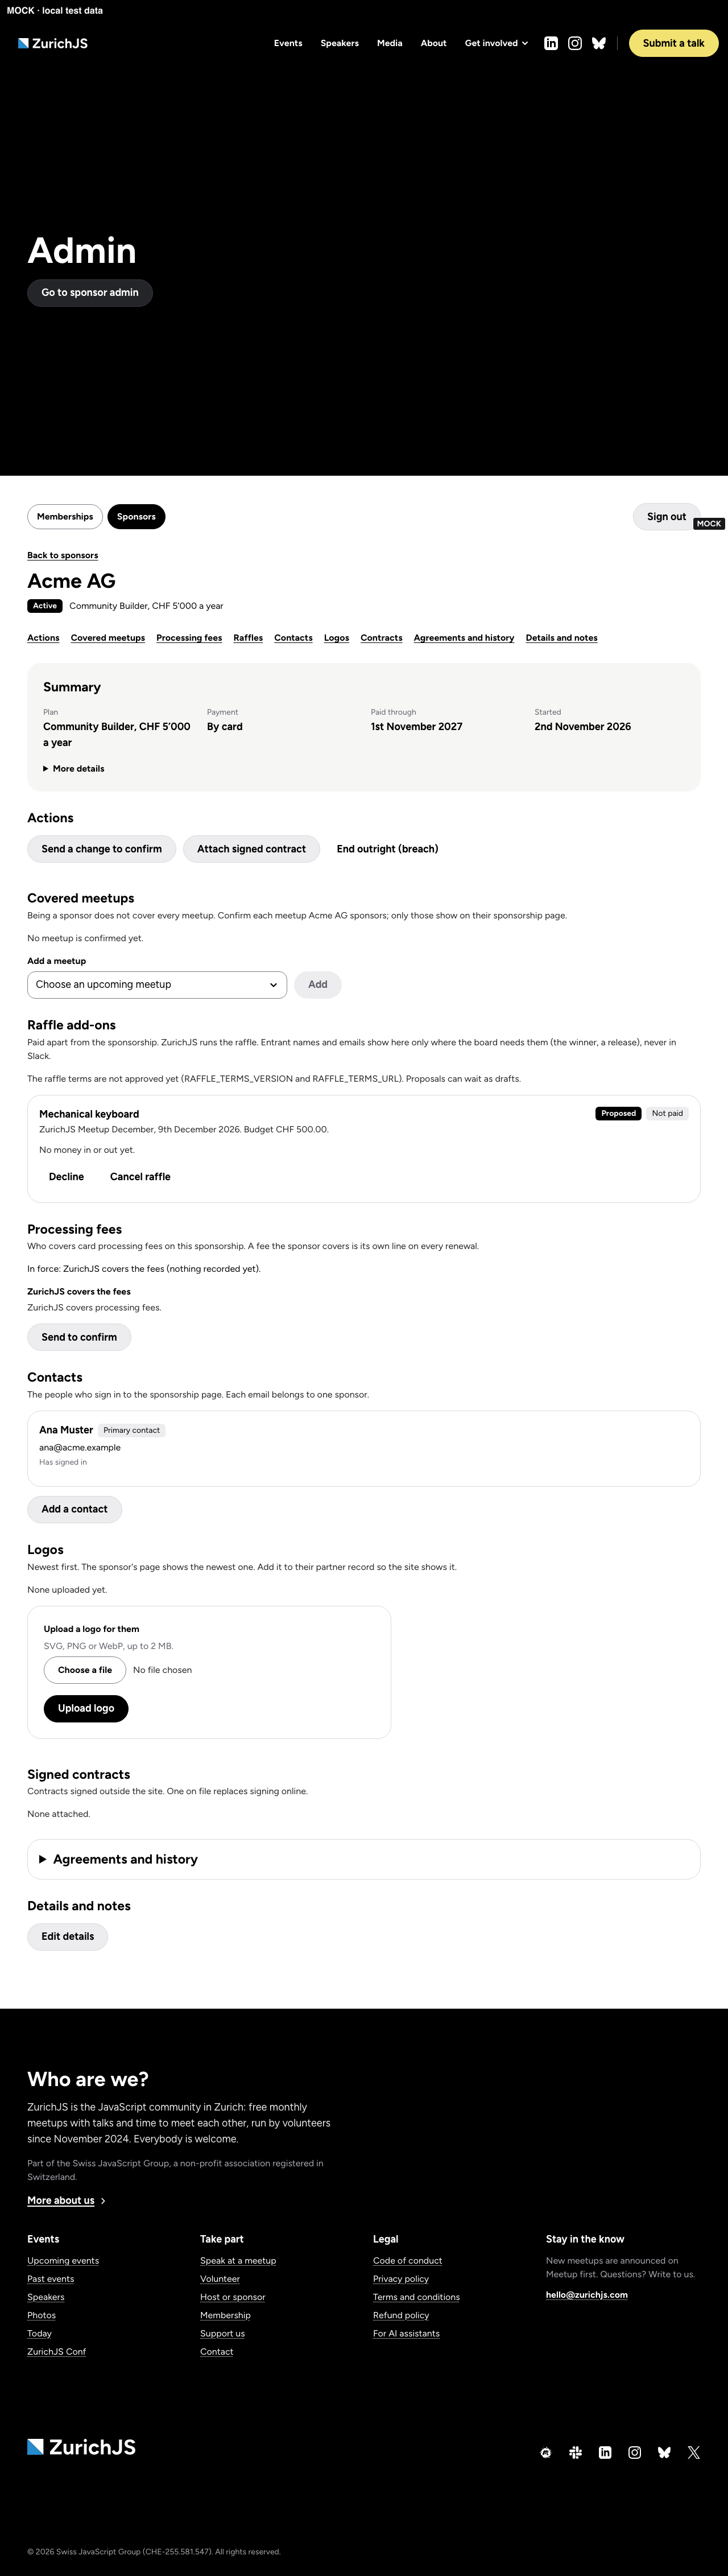 MOCK · local test data
ZurichJS
Events
Speakers
Media
About
Get involved
Submit a talk
Admin
Go to sponsor admin
Memberships
Sponsors
Sign out
MOCK
Back to sponsors
Acme AG
Active
Community Builder, CHF 5'000 a year
Actions
Covered meetups
Processing fees
Raffles
Contacts
Logos
Contracts
Agreements and history
Details and notes
Summary
Plan
Community Builder, CHF 5'000
a year
Payment
By card
Paid through
1st November 2027
Started
2nd November 2026
More details
Actions
Send a change to confirm
Attach signed contract
End outright (breach)
Covered meetups
Being a sponsor does not cover every meetup. Confirm each meetup Acme AG sponsors; only those show on their sponsorship page.
No meetup is confirmed yet.
Add a meetup
Choose an upcoming meetup
Add
Raffle add-ons
Paid apart from the sponsorship. ZurichJS runs the raffle. Entrant names and emails show here only where the board needs them (the winner, a release), never in
Slack.
The raffle terms are not approved yet (RAFFLE_TERMS_VERSION and RAFFLE_TERMS_URL). Proposals can wait as drafts.
Mechanical keyboard
Proposed
Not paid
ZurichJS Meetup December, 9th December 2026. Budget CHF 500.00.
No money in or out yet.
Decline
Cancel raffle
Processing fees
Who covers card processing fees on this sponsorship. A fee the sponsor covers is its own line on every renewal.
In force: ZurichJS covers the fees (nothing recorded yet).
ZurichJS covers the fees
ZurichJS covers processing fees.
Send to confirm
Contacts
The people who sign in to the sponsorship page. Each email belongs to one sponsor.
Ana Muster
Primary contact
ana@acme.example
Has signed in
Add a contact
Logos
Newest first. The sponsor's page shows the newest one. Add it to their partner record so the site shows it.
None uploaded yet.
Upload a logo for them
SVG, PNG or WebP, up to 2 MB.
Choose a file
No file chosen
Upload logo
Signed contracts
Contracts signed outside the site. One on file replaces signing online.
None attached.
Agreements and history
Details and notes
Edit details
Who are we?
ZurichJS is the JavaScript community in Zurich: free monthly
meetups with talks and time to meet each other, run by volunteers
since November 2024. Everybody is welcome.
Part of the Swiss JavaScript Group, a non-profit association registered in
Switzerland.
More about us
Events
Upcoming events
Past events
Speakers
Photos
Today
ZurichJS Conf
Take part
Speak at a meetup
Volunteer
Host or sponsor
Membership
Support us
Contact
Legal
Code of conduct
Privacy policy
Terms and conditions
Refund policy
For AI assistants
Stay in the know
New meetups are announced on
Meetup first. Questions? Write to us.
hello@zurichjs.com
ZurichJS
© 2026 Swiss JavaScript Group (CHE-255.581.547). All rights reserved.